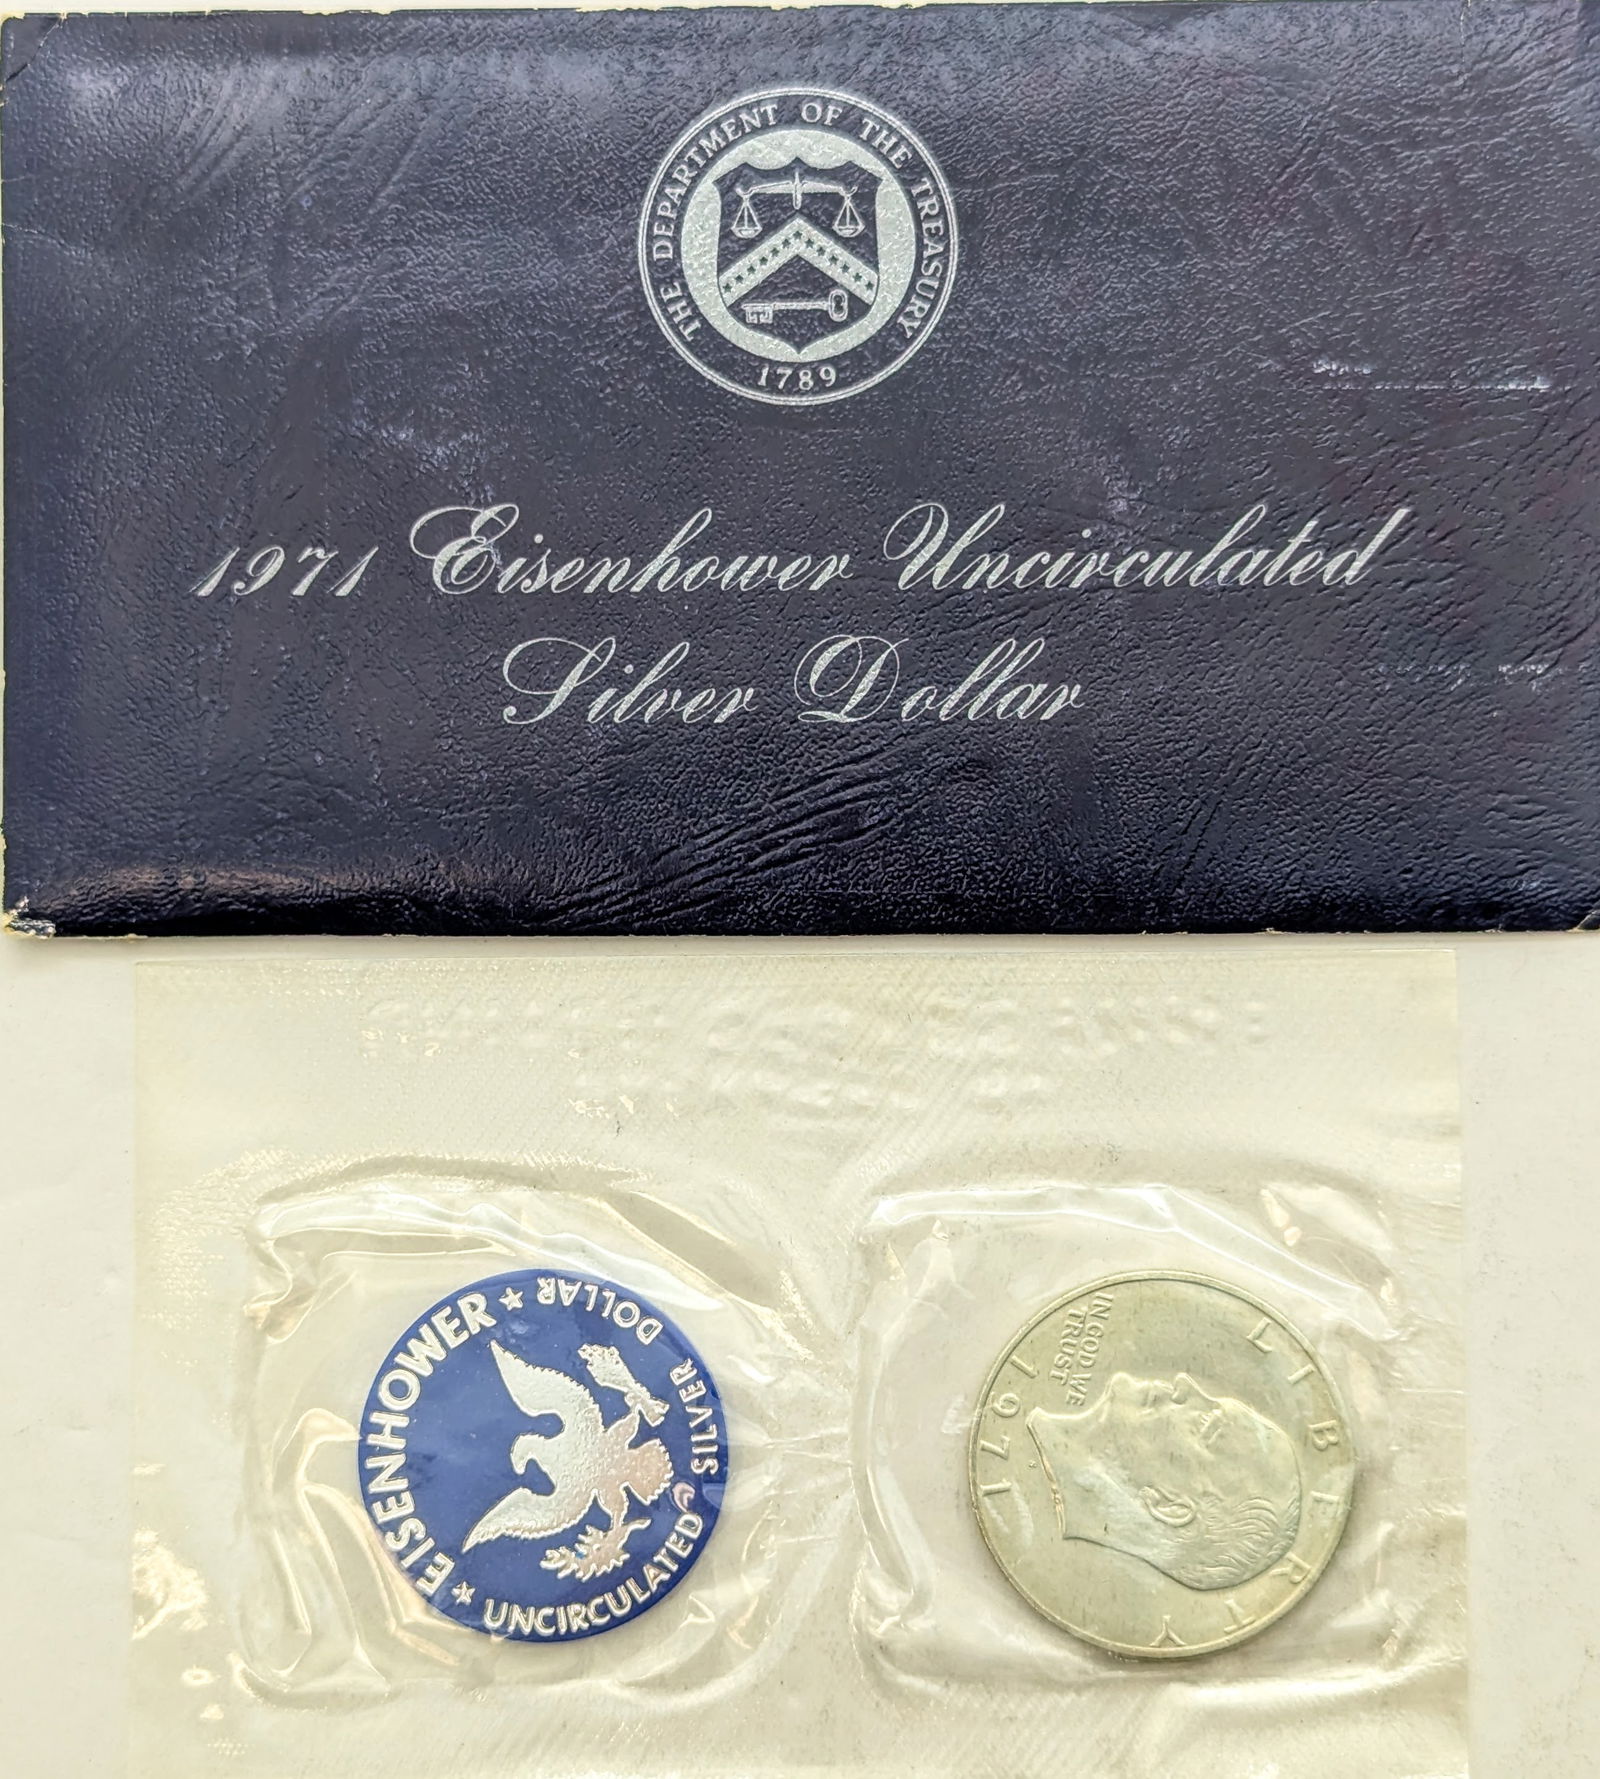 THE DEPARTMENT OF THE TREASURY
1789
1971 Eisenhower Uncirculated
Silver Dollar
EISENHOWER ★ UNCIRCULATED SILVER DOLLAR ★
LIBERTY
IN GOD WE
TRUST
1971